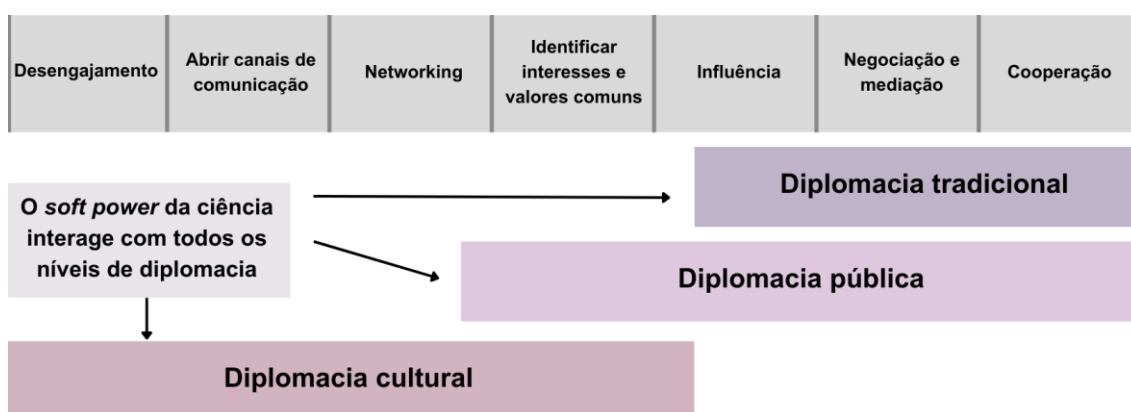 Desengajamento
Abrir canais de
comunicação
Networking
Identificar
interesses e
valores comuns
Influência
Negociação e
mediação
Cooperação
Diplomacia tradicional
O soft power da ciência
interage com todos os
níveis de diplomacia
Diplomacia pública
Diplomacia cultural